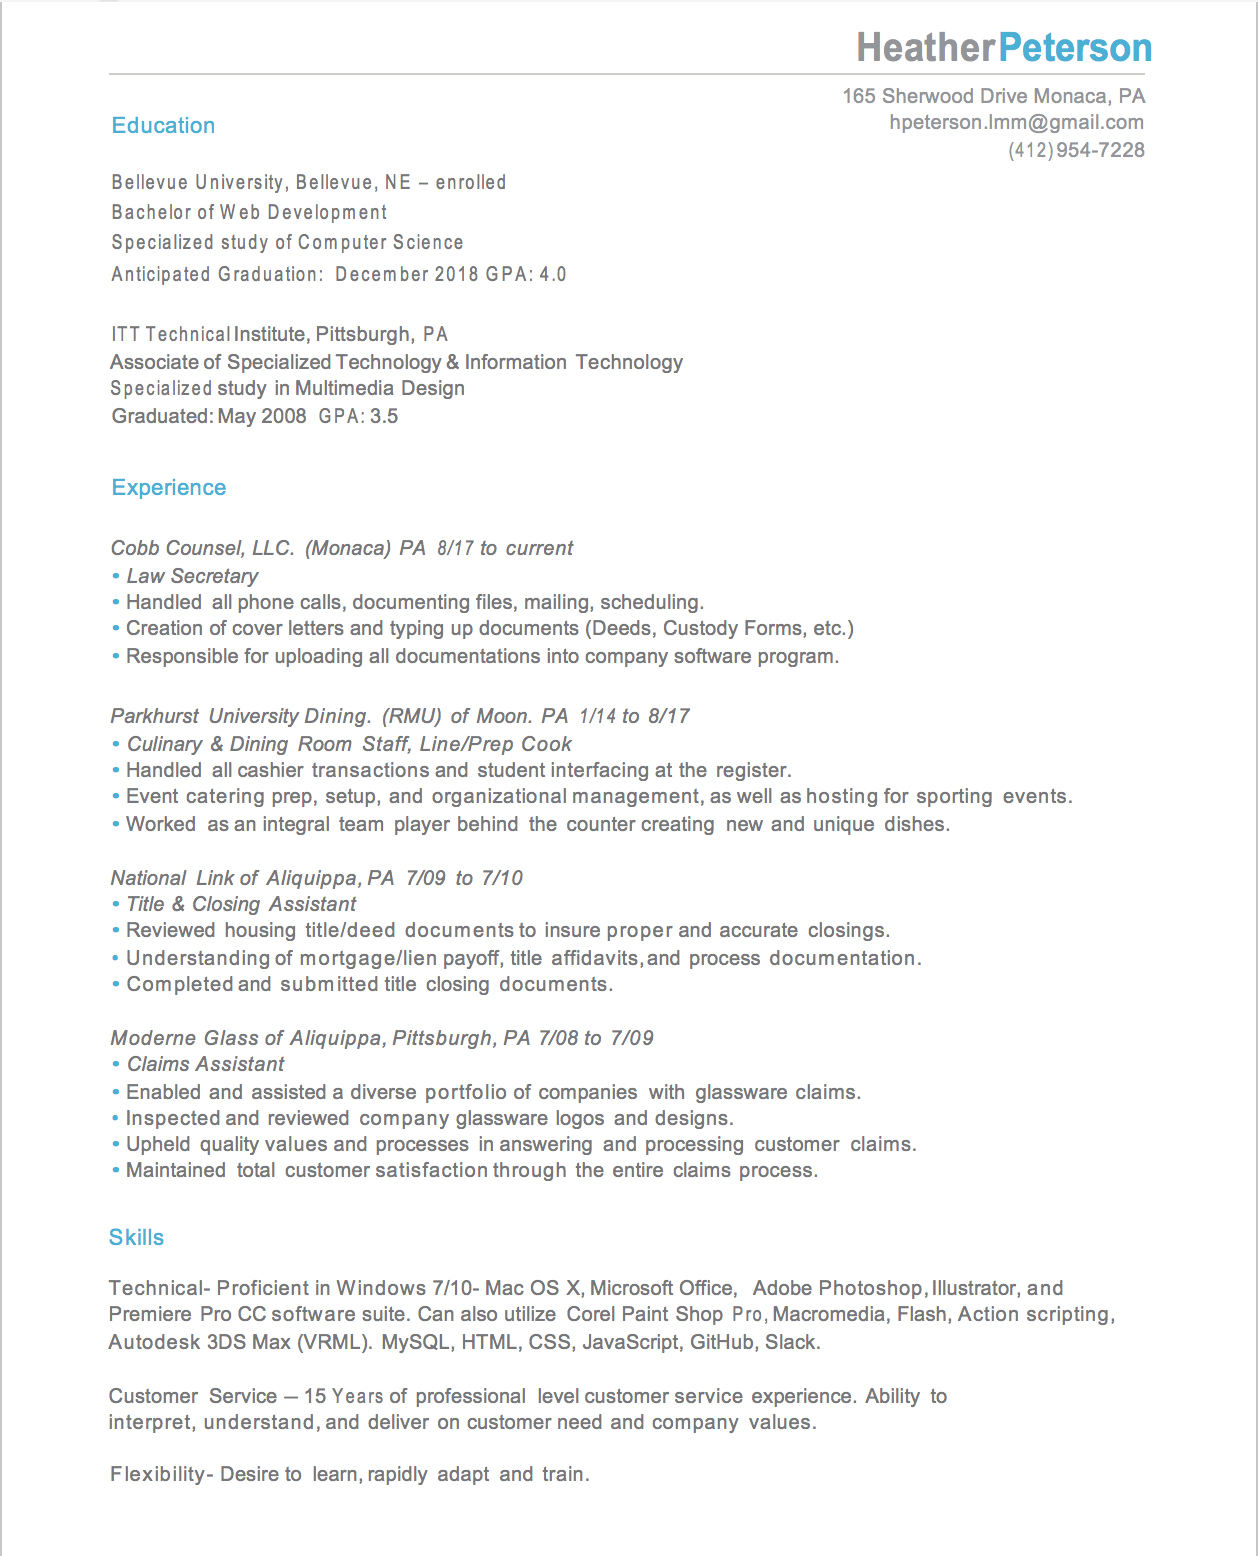 HeatherPeterson
165 Sherwood Drive Monaca, PA
hpeterson.lmm@gmail.com
(412)954-7228
Education
Bellevue University, Bellevue, NE – enrolled
Bachelor of Web Development
Specialized study of Computer Science
Anticipated Graduation: December 2018 GPA: 4.0
ITT Technical Institute, Pittsburgh, PA
Associate of Specialized Technology & Information Technology
Specialized study in Multimedia Design
Graduated: May 2008 GPA: 3.5
Experience
Cobb Counsel, LLC. (Monaca) PA 8/17 to current
• Law Secretary
• Handled all phone calls, documenting files, mailing, scheduling.
• Creation of cover letters and typing up documents (Deeds, Custody Forms, etc.)
• Responsible for uploading all documentations into company software program.
Parkhurst University Dining. (RMU) of Moon. PA 1/14 to 8/17
• Culinary & Dining Room Staff, Line/Prep Cook
• Handled all cashier transactions and student interfacing at the register.
• Event catering prep, setup, and organizational management, as well as hosting for sporting events.
• Worked as an integral team player behind the counter creating new and unique dishes.
National Link of Aliquippa, PA 7/09 to 7/10
• Title & Closing Assistant
• Reviewed housing title/deed documents to insure proper and accurate closings.
• Understanding of mortgage/lien payoff, title affidavits, and process documentation.
• Completed and submitted title closing documents.
Moderne Glass of Aliquippa, Pittsburgh, PA 7/08 to 7/09
• Claims Assistant
• Enabled and assisted a diverse portfolio of companies with glassware claims.
• Inspected and reviewed company glassware logos and designs.
• Upheld quality values and processes in answering and processing customer claims.
• Maintained total customer satisfaction through the entire claims process.
Skills
Technical- Proficient in Windows 7/10- Mac OS X, Microsoft Office, Adobe Photoshop, Illustrator, and
Premiere Pro CC software suite. Can also utilize Corel Paint Shop Pro, Macromedia, Flash, Action scripting,
Autodesk 3DS Max (VRML). MySQL, HTML, CSS, JavaScript, GitHub, Slack.
Customer Service – 15 Years of professional level customer service experience. Ability to
interpret, understand, and deliver on customer need and company values.
Flexibility- Desire to learn, rapidly adapt and train.